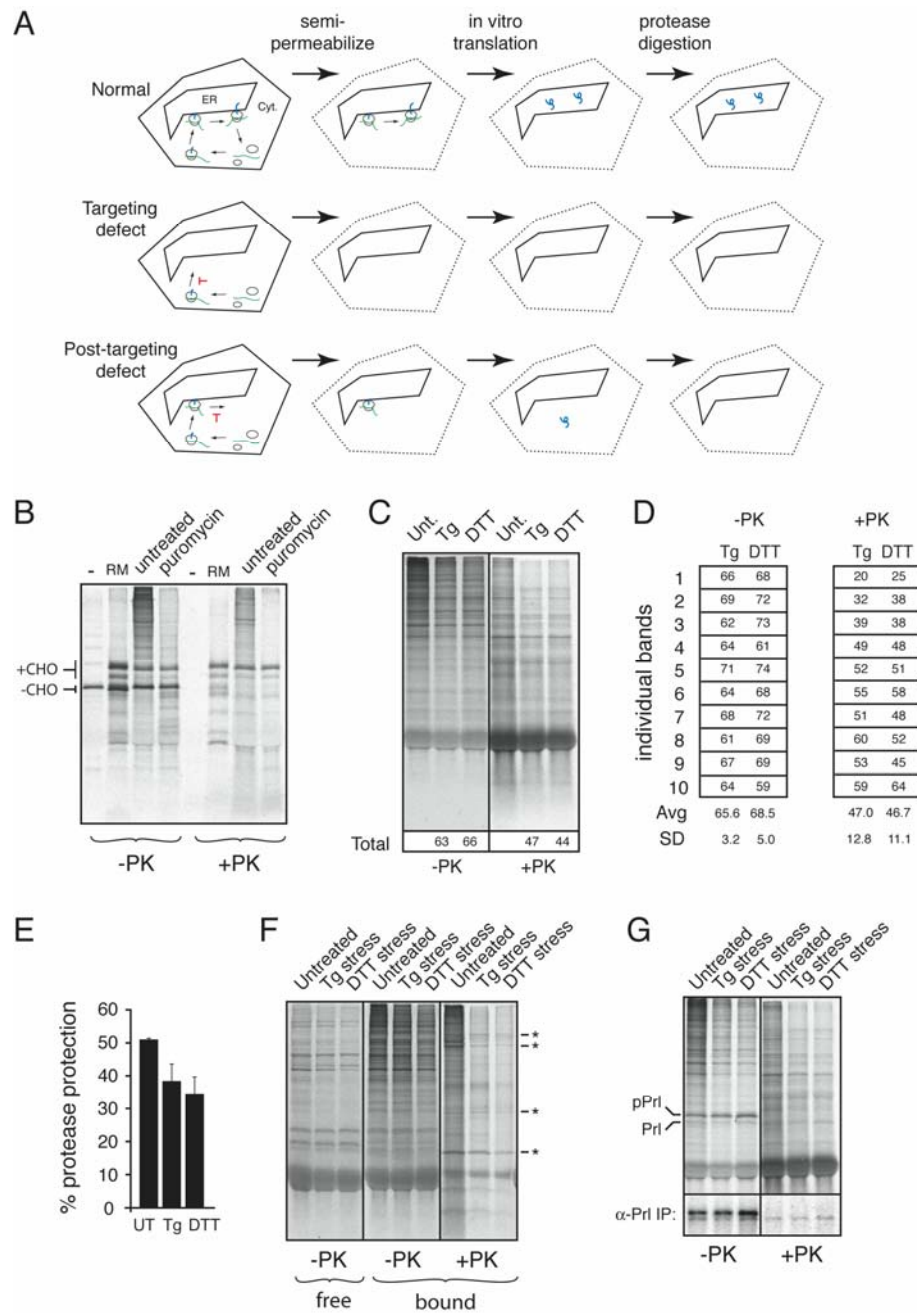 A
semi-
permeabilize
in vitro
translation
protease
digestion
Normal
ER
Cyt.
Targeting
defect
T
Post-targeting
defect
T
B
- RM untreated puromycin - RM untreated puromycin
+CHO
-CHO
-PK +PK
C
Unt. Tg DTT Unt. Tg DTT
Total 63 66 47 44
-PK +PK
D
-PK +PK
Tg DTT Tg DTT
individual bands
1 66 68 20 25
2 69 72 32 38
3 62 73 39 38
4 64 61 49 48
5 71 74 52 51
6 64 68 55 58
7 68 72 51 48
8 61 69 60 52
9 67 69 53 45
10 64 59 59 64
Avg 65.6 68.5 47.0 46.7
SD 3.2 5.0 12.8 11.1
E
% protease protection
60
50
40
30
20
10
0
UT Tg DTT
F
Untreated Tg stress DTT stress Untreated Tg stress DTT stress Untreated Tg stress DTT stress
*
*
*
*
-PK -PK +PK
free bound
G
Untreated Tg stress DTT stress Untreated Tg stress DTT stress
pPrl
Prl
α-Prl IP:
-PK +PK